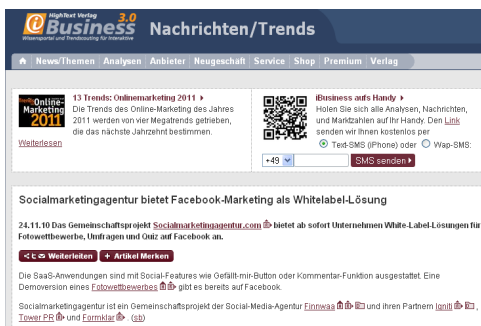 HighText Verlag
iBusiness 3.0
Wissensportal und Trendscouting für Interaktive
Nachrichten/Trends
News/Themen Analysen Anbieter Neugeschäft Service Shop Premium Verlag
Trends
Online-
Marketing
2011
13 Trends: Onlinemarketing 2011
Die Trends des Online-Marketing des Jahres
2011 werden von vier Megatrends getrieben,
die das nächste Jahrzehnt bestimmen.
Weiterlesen
iBusiness aufs Handy
Holen Sie sich alle Analysen, Nachrichten,
und Marktzahlen auf Ihr Handy. Den Link
senden wir Ihnen kostenlos per
Text-SMS (iPhone) oder Wap-SMS:
+49 SMS senden
Socialmarketingagentur bietet Facebook-Marketing als Whitelabel-Lösung
24.11.10 Das Gemeinschaftsprojekt Socialmarketingagentur.com bietet ab sofort Unternehmen White-Label-Lösungen für
Fotowettbewerbe, Umfragen und Quiz auf Facebook an.
Weiterleiten + Artikel Merken
Die SaaS-Anwendungen sind mit Social-Features wie Gefällt-mir-Button oder Kommentar-Funktion ausgestattet. Eine
Demoversion eines Fotowettbewerbes gibt es bereits auf Facebook.
Socialmarketingagentur ist ein Gemeinschaftsprojekt der Social-Media-Agentur Finnwaa und ihren Partnern Igniti ,
Tower PR und Formklar . (sb)